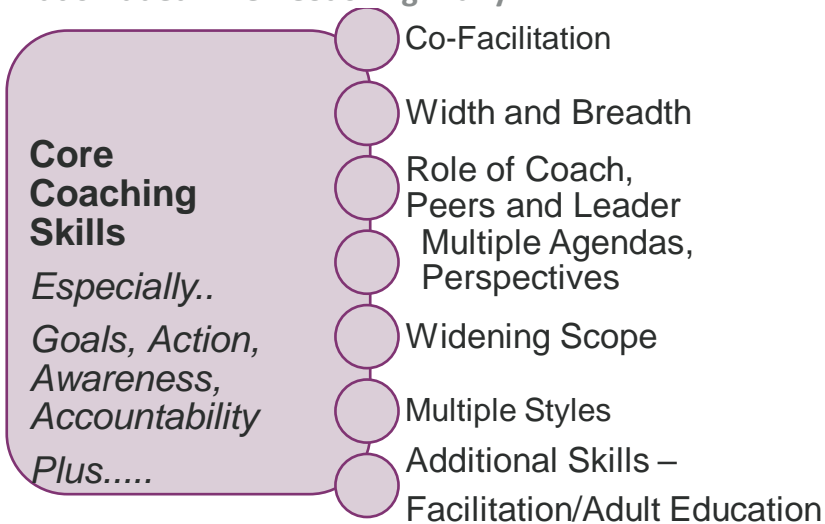 Co-Facilitation
Width and Breadth
Core
Coaching
Skills
Role of Coach,
Peers and Leader
Multiple Agendas,
Perspectives
Especially..
Goals, Action,
Awareness,
Accountability
Widening Scope
Multiple Styles
Plus.....
Additional Skills –
Facilitation/Adult Education